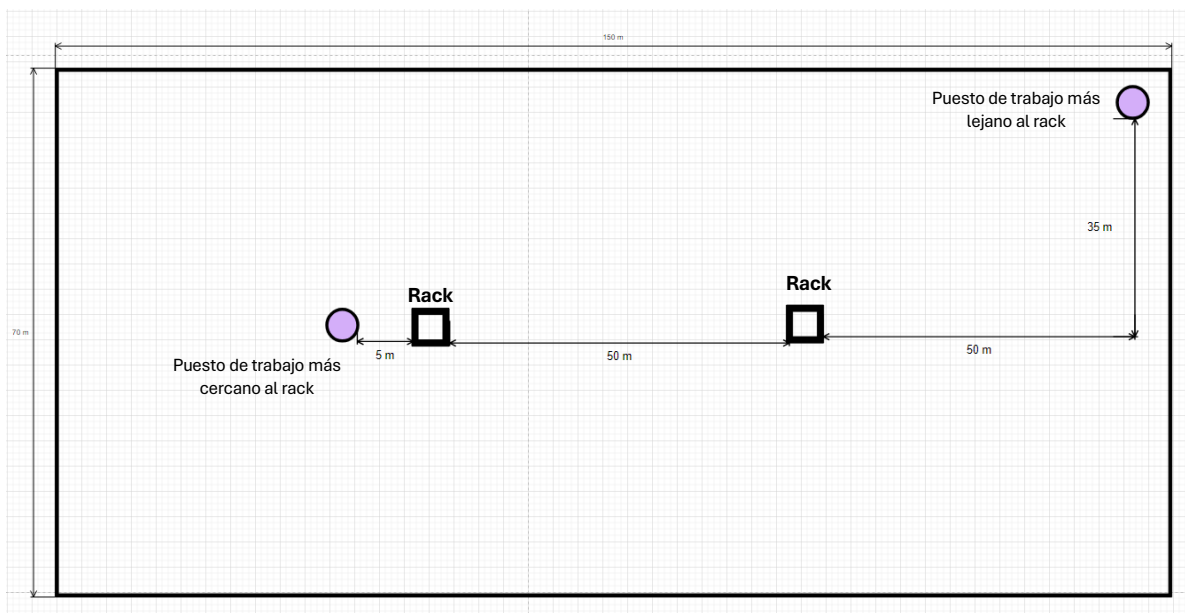 150 m
Puesto de trabajo más
lejano al rack
35 m
Rack
Rack
70 m
5 m
50 m
50 m
Puesto de trabajo más
cercano al rack